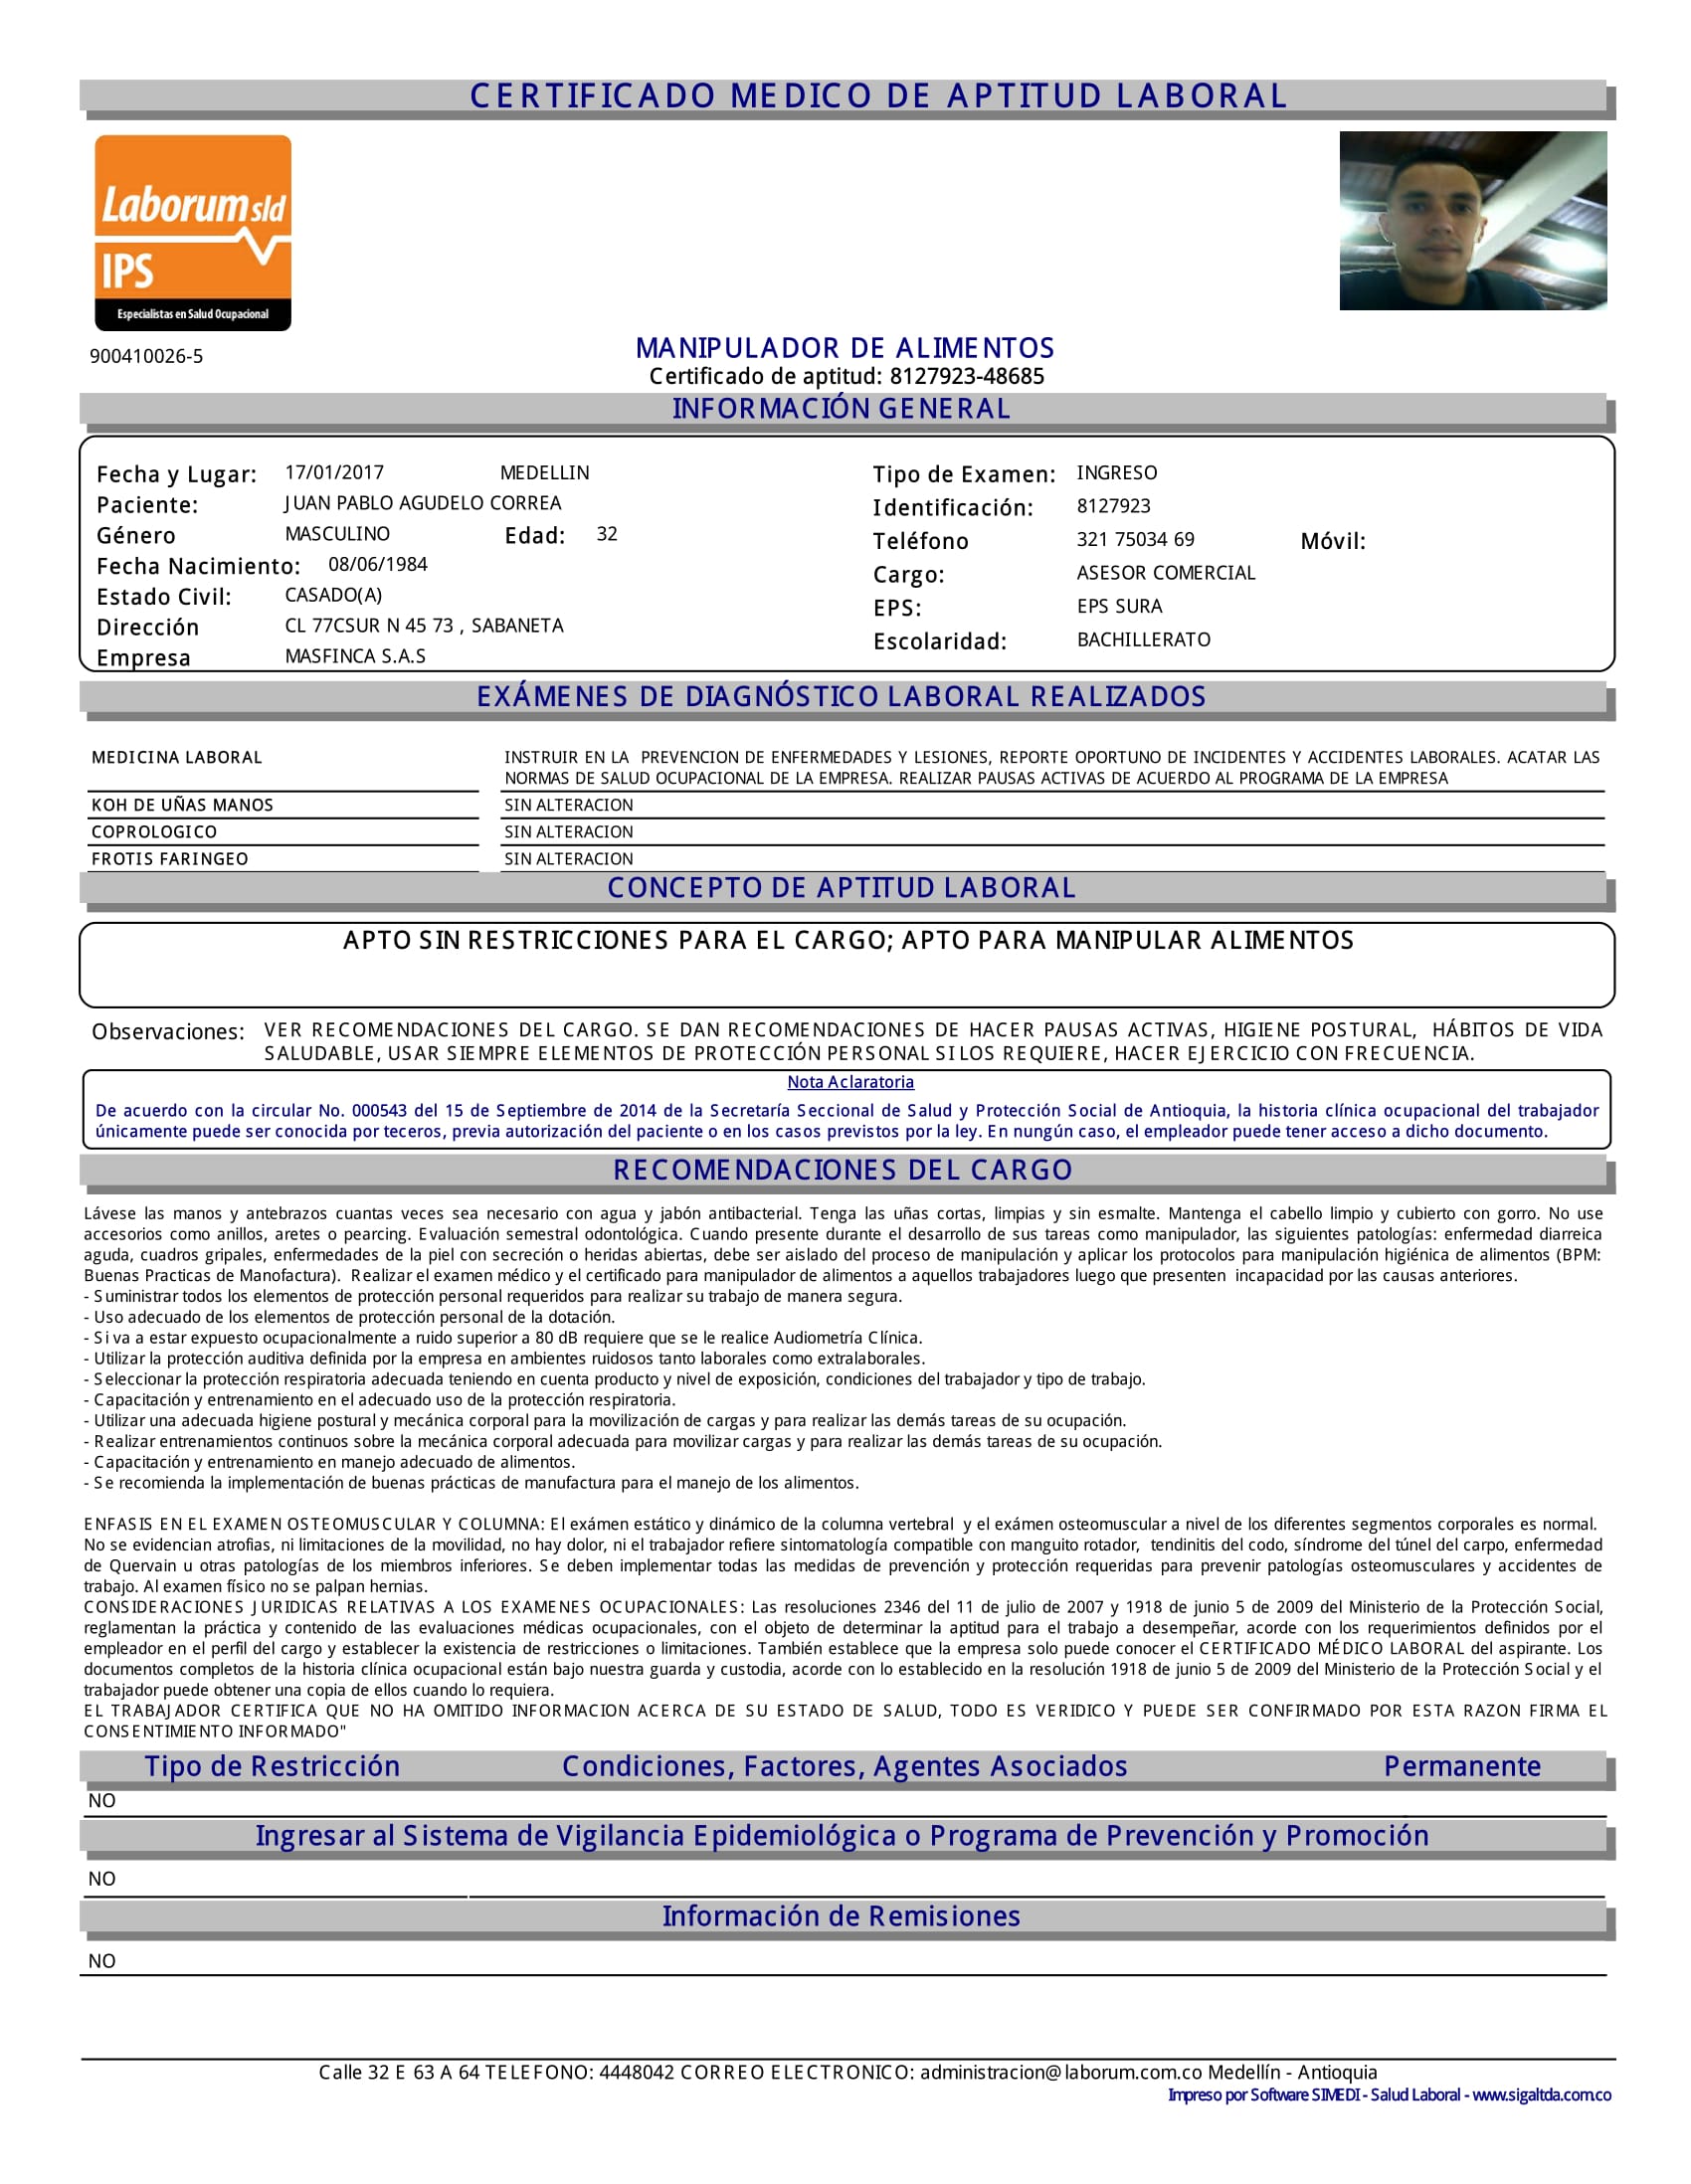 CERTIFICADO MEDICO DE APTITUD LABORAL
Laborum sld
IPS
Especialistas en Salud Ocupacional
900410026-5
MANIPULADOR DE ALIMENTOS
Certificado de aptitud: 8127923-48685
INFORMACIÓN GENERAL
Fecha y Lugar: 17/01/2017 MEDELLIN Tipo de Examen: INGRESO
Paciente: JUAN PABLO AGUDELO CORREA Identificación: 8127923
Género MASCULINO Edad: 32 Teléfono 321 75034 69 Móvil:
Fecha Nacimiento: 08/06/1984 Cargo: ASESOR COMERCIAL
Estado Civil: CASADO(A) EPS: EPS SURA
Dirección CL 77CSUR N 45 73 , SABANETA Escolaridad: BACHILLERATO
Empresa MASFINCA S.A.S
EXÁMENES DE DIAGNÓSTICO LABORAL REALIZADOS
MEDICINA LABORAL INSTRUIR EN LA PREVENCION DE ENFERMEDADES Y LESIONES, REPORTE OPORTUNO DE INCIDENTES Y ACCIDENTES LABORALES. ACATAR LAS
NORMAS DE SALUD OCUPACIONAL DE LA EMPRESA. REALIZAR PAUSAS ACTIVAS DE ACUERDO AL PROGRAMA DE LA EMPRESA
KOH DE UÑAS MANOS SIN ALTERACION
COPROLOGICO SIN ALTERACION
FROTIS FARINGEO SIN ALTERACION
CONCEPTO DE APTITUD LABORAL
APTO SIN RESTRICCIONES PARA EL CARGO; APTO PARA MANIPULAR ALIMENTOS
Observaciones: VER RECOMENDACIONES DEL CARGO. SE DAN RECOMENDACIONES DE HACER PAUSAS ACTIVAS, HIGIENE POSTURAL, HÁBITOS DE VIDA
SALUDABLE, USAR SIEMPRE ELEMENTOS DE PROTECCIÓN PERSONAL SI LOS REQUIERE, HACER EJERCICIO CON FRECUENCIA.
Nota Aclaratoria
De acuerdo con la circular No. 000543 del 15 de Septiembre de 2014 de la Secretaría Seccional de Salud y Protección Social de Antioquia, la historia clínica ocupacional del trabajador
únicamente puede ser conocida por teceros, previa autorización del paciente o en los casos previstos por la ley. En nungún caso, el empleador puede tener acceso a dicho documento.
RECOMENDACIONES DEL CARGO
Lávese las manos y antebrazos cuantas veces sea necesario con agua y jabón antibacterial. Tenga las uñas cortas, limpias y sin esmalte. Mantenga el cabello limpio y cubierto con gorro. No use
accesorios como anillos, aretes o pearcing. Evaluación semestral odontológica. Cuando presente durante el desarrollo de sus tareas como manipulador, las siguientes patologías: enfermedad diarreica
aguda, cuadros gripales, enfermedades de la piel con secreción o heridas abiertas, debe ser aislado del proceso de manipulación y aplicar los protocolos para manipulación higiénica de alimentos (BPM:
Buenas Practicas de Manofactura). Realizar el examen médico y el certificado para manipulador de alimentos a aquellos trabajadores luego que presenten incapacidad por las causas anteriores.
- Suministrar todos los elementos de protección personal requeridos para realizar su trabajo de manera segura.
- Uso adecuado de los elementos de protección personal de la dotación.
- Si va a estar expuesto ocupacionalmente a ruido superior a 80 dB requiere que se le realice Audiometría Clínica.
- Utilizar la protección auditiva definida por la empresa en ambientes ruidosos tanto laborales como extralaborales.
- Seleccionar la protección respiratoria adecuada teniendo en cuenta producto y nivel de exposición, condiciones del trabajador y tipo de trabajo.
- Capacitación y entrenamiento en el adecuado uso de la protección respiratoria.
- Utilizar una adecuada higiene postural y mecánica corporal para la movilización de cargas y para realizar las demás tareas de su ocupación.
- Realizar entrenamientos continuos sobre la mecánica corporal adecuada para movilizar cargas y para realizar las demás tareas de su ocupación.
- Capacitación y entrenamiento en manejo adecuado de alimentos.
- Se recomienda la implementación de buenas prácticas de manufactura para el manejo de los alimentos.
ENFASIS EN EL EXAMEN OSTEOMUSCULAR Y COLUMNA: El exámen estático y dinámico de la columna vertebral y el exámen osteomuscular a nivel de los diferentes segmentos corporales es normal.
No se evidencian atrofias, ni limitaciones de la movilidad, no hay dolor, ni el trabajador refiere sintomatología compatible con manguito rotador, tendinitis del codo, síndrome del túnel del carpo, enfermedad
de Quervain u otras patologías de los miembros inferiores. Se deben implementar todas las medidas de prevención y protección requeridas para prevenir patologías osteomusculares y accidentes de
trabajo. Al examen físico no se palpan hernias.
CONSIDERACIONES JURIDICAS RELATIVAS A LOS EXAMENES OCUPACIONALES: Las resoluciones 2346 del 11 de julio de 2007 y 1918 de junio 5 de 2009 del Ministerio de la Protección Social,
reglamentan la práctica y contenido de las evaluaciones médicas ocupacionales, con el objeto de determinar la aptitud para el trabajo a desempeñar, acorde con los requerimientos definidos por el
empleador en el perfil del cargo y establecer la existencia de restricciones o limitaciones. También establece que la empresa solo puede conocer el CERTIFICADO MÉDICO LABORAL del aspirante. Los
documentos completos de la historia clínica ocupacional están bajo nuestra guarda y custodia, acorde con lo establecido en la resolución 1918 de junio 5 de 2009 del Ministerio de la Protección Social y el
trabajador puede obtener una copia de ellos cuando lo requiera.
EL TRABAJADOR CERTIFICA QUE NO HA OMITIDO INFORMACION ACERCA DE SU ESTADO DE SALUD, TODO ES VERIDICO Y PUEDE SER CONFIRMADO POR ESTA RAZON FIRMA EL
CONSENTIMIENTO INFORMADO"
Tipo de Restricción Condiciones, Factores, Agentes Asociados Permanente
NO
Ingresar al Sistema de Vigilancia Epidemiológica o Programa de Prevención y Promoción
NO
Información de Remisiones
NO
Calle 32 E 63 A 64 TELEFONO: 4448042 CORREO ELECTRONICO: administracion@laborum.com.co Medellín - Antioquia
Impreso por Software SIMEDI - Salud Laboral - www.sigaltda.com.co